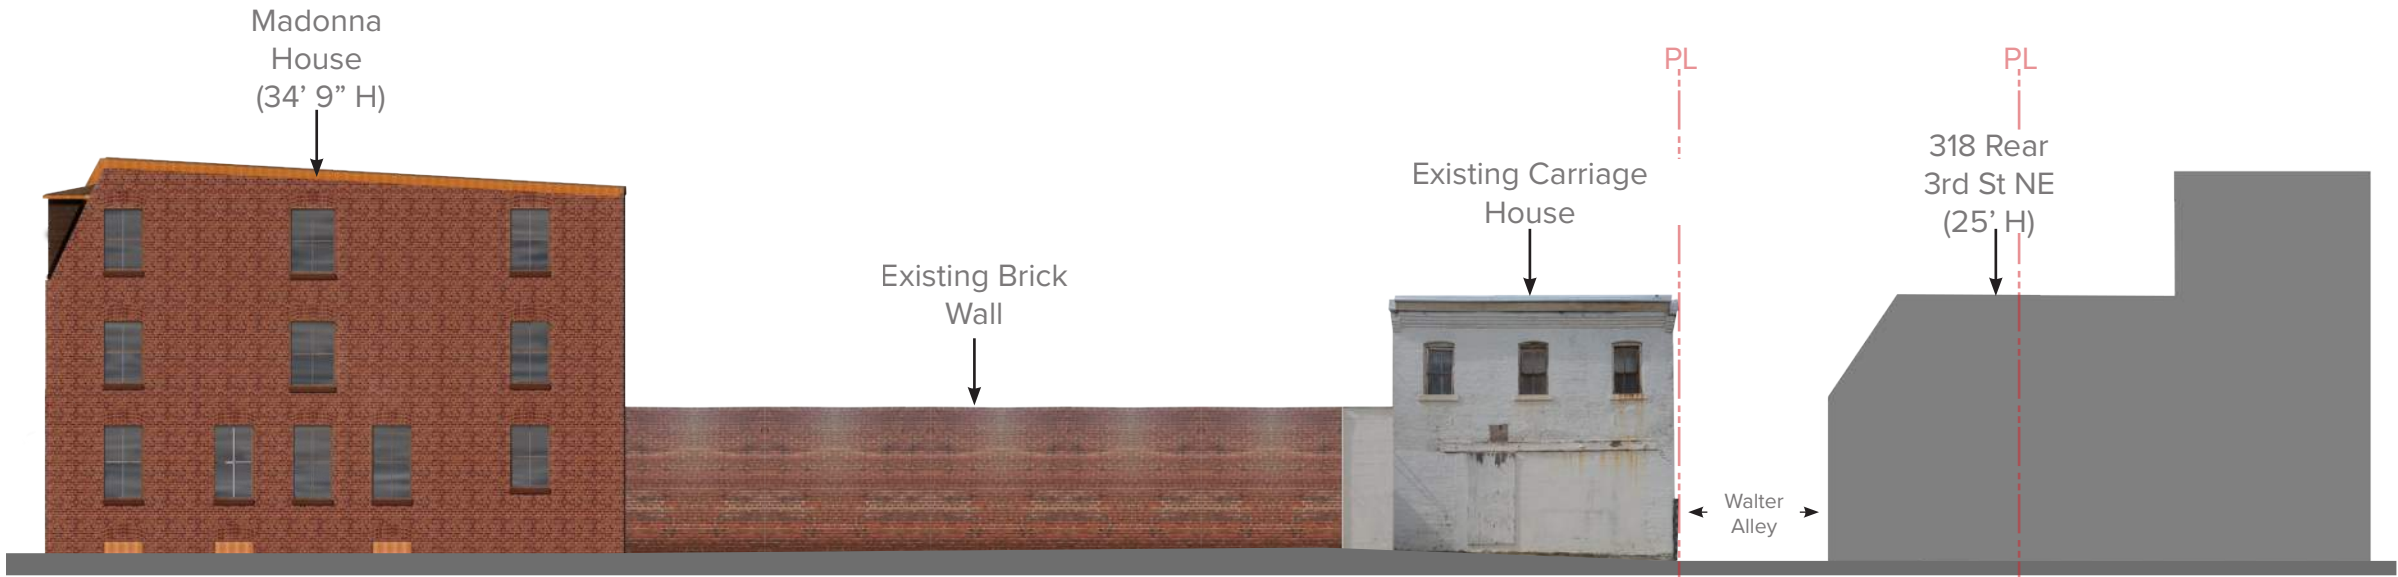 Madonna
House
(34’ 9” H)
Existing Brick
Wall
Existing Carriage
House
PL
Walter
Alley
PL
318 Rear
3rd St NE
(25’ H)